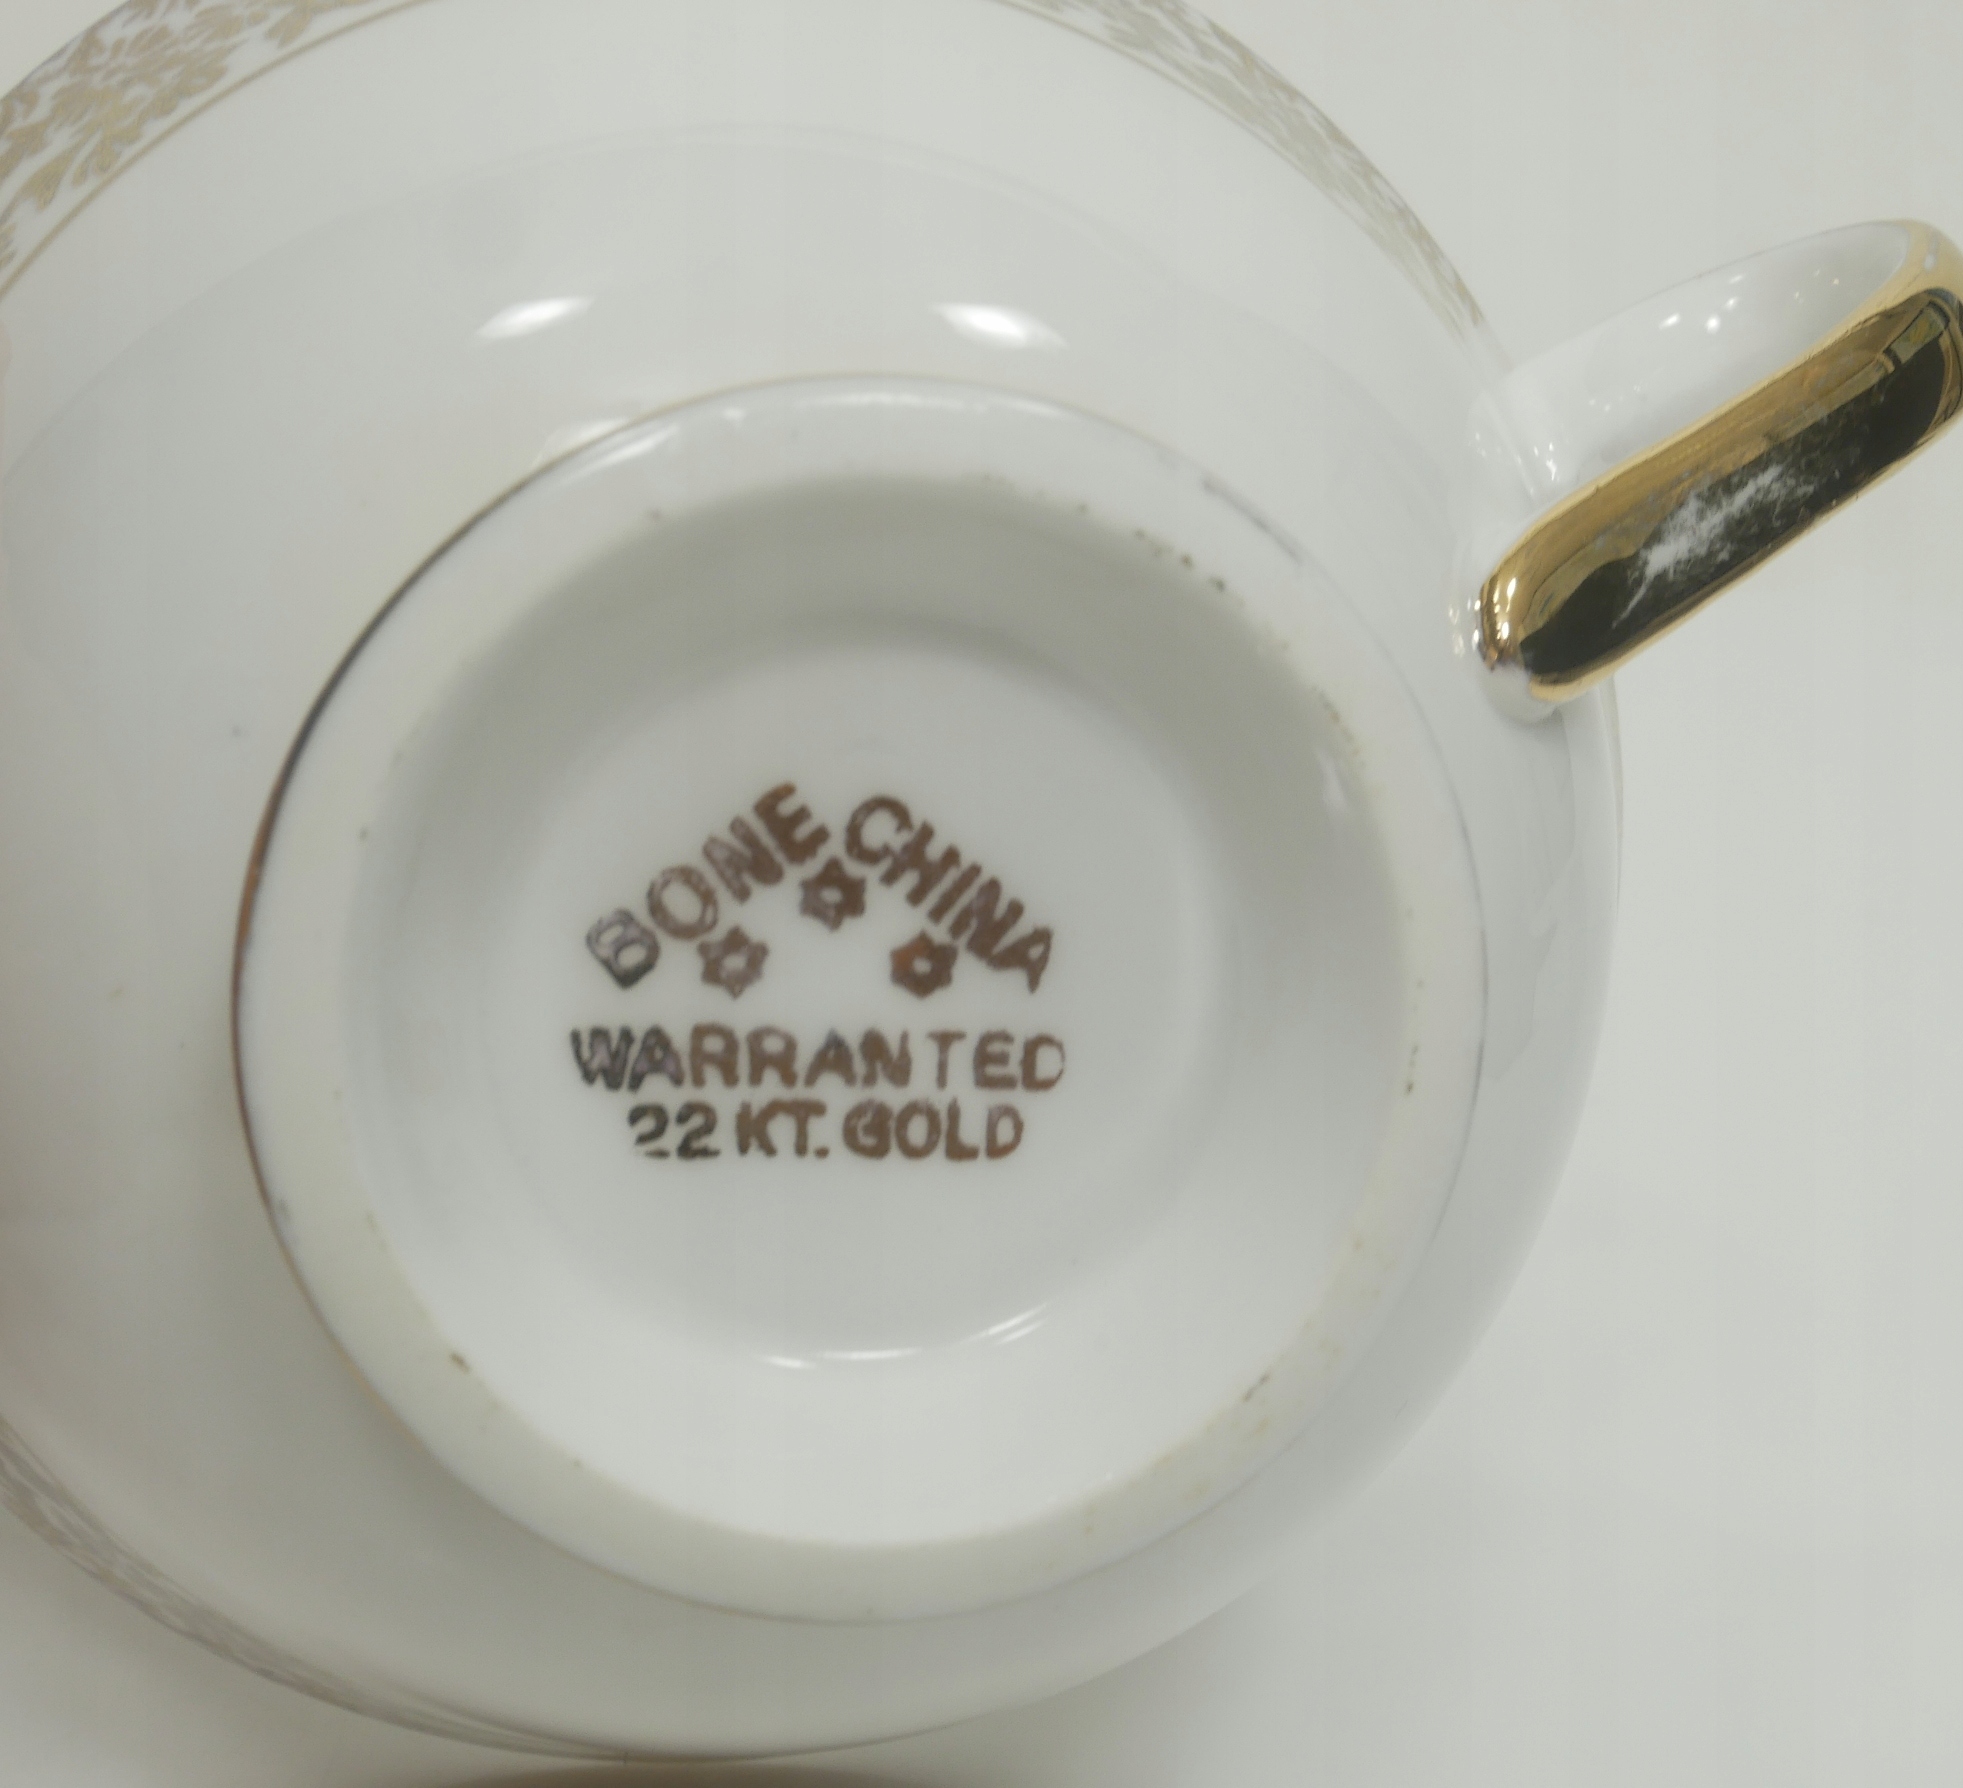 BONE CHINA
WARRANTED
22 KT. GOLD